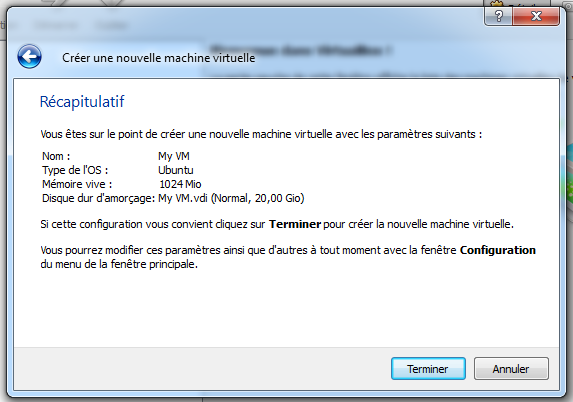 Créer une nouvelle machine virtuelle
Récapitulatif
Vous êtes sur le point de créer une nouvelle machine virtuelle avec les paramètres suivants :
Nom : My VM
Type de l'OS : Ubuntu
Mémoire vive : 1024 Mio
Disque dur d'amorçage: My VM.vdi (Normal, 20,00 Gio)
Si cette configuration vous convient cliquez sur Terminer pour créer la nouvelle machine virtuelle.
Vous pourrez modifier ces paramètres ainsi que d'autres à tout moment avec la fenêtre Configuration
du menu de la fenêtre principale.
Terminer Annuler